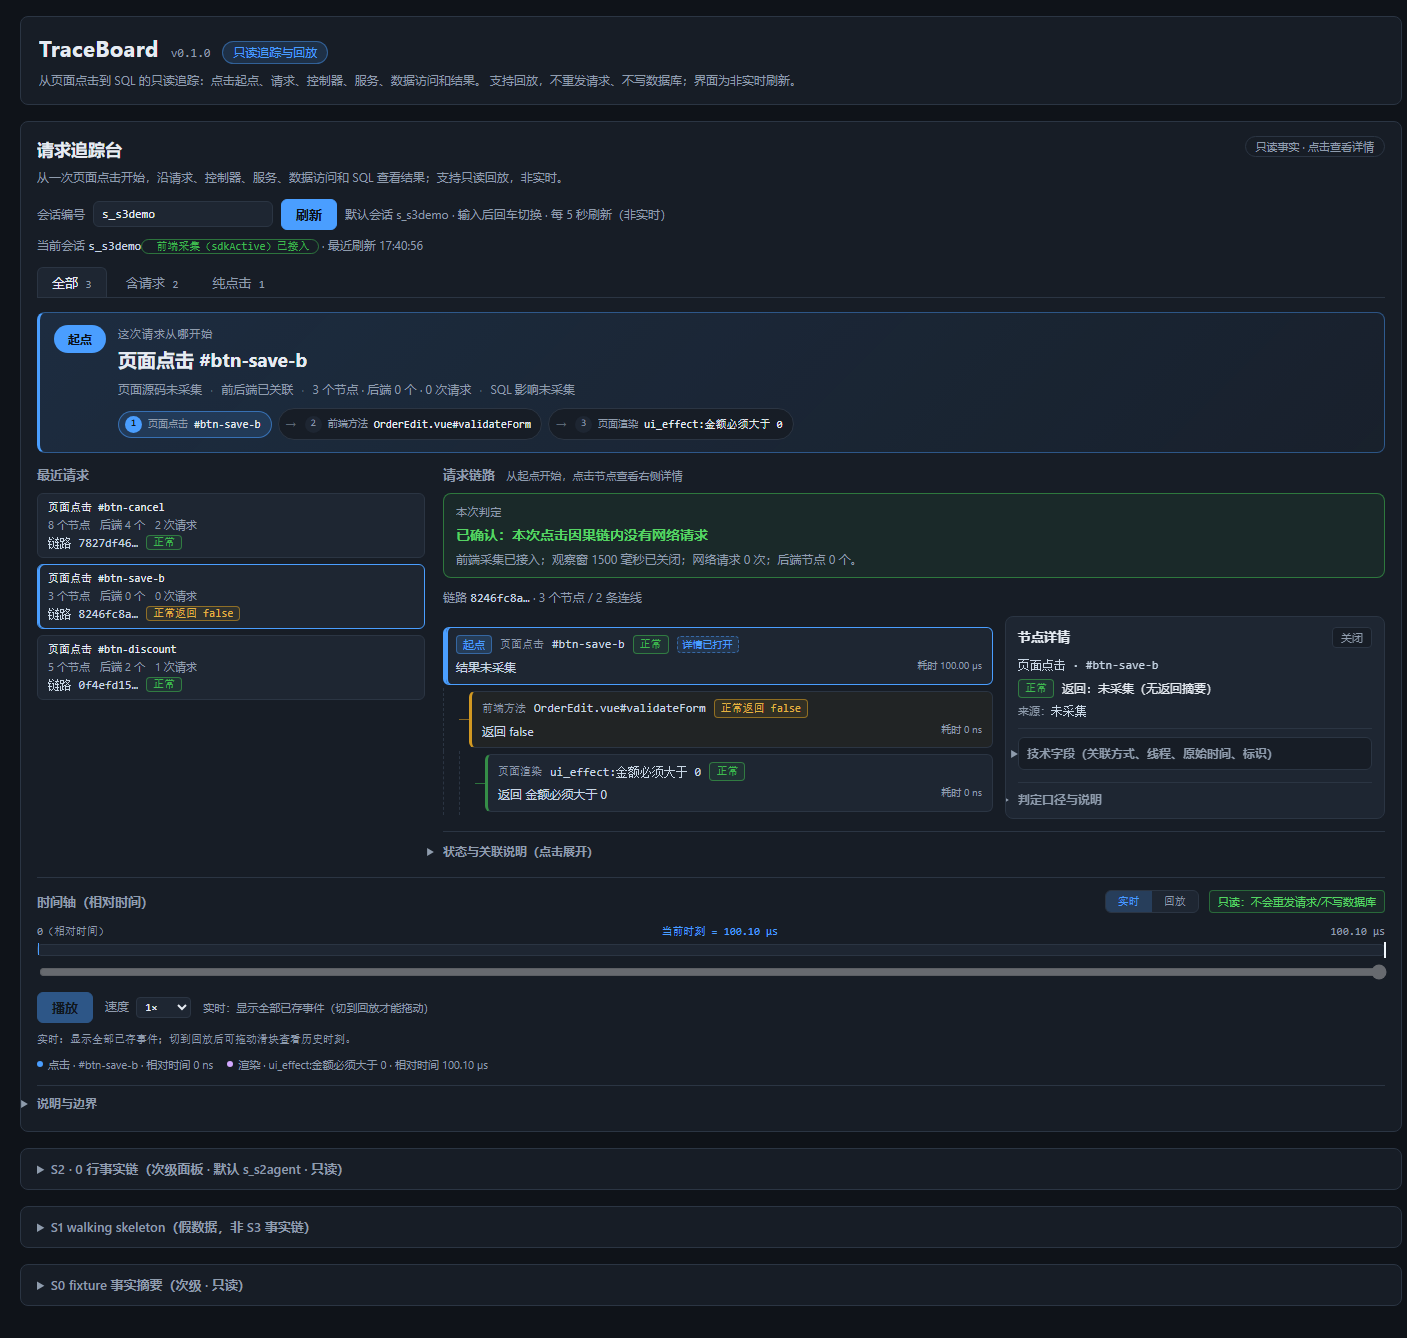 TraceBoard v0.1.0 只读追踪与回放
从页面点击到 SQL 的只读追踪：点击起点、请求、控制器、服务、数据访问和结果。 支持回放，不重发请求、不写数据库；界面为非实时刷新。
请求追踪台
只读事实 · 点击查看详情
从一次页面点击开始，沿请求、控制器、服务、数据访问和 SQL 查看结果；支持只读回放，非实时。
会话编号 s_s3demo 刷新 默认会话 s_s3demo · 输入后回车切换 · 每 5 秒刷新（非实时）
当前会话 s_s3demo 前端采集（sdkActive）已接入 · 最近刷新 17:40:56
全部 3 含请求 2 纯点击 1
起点
这次请求从哪开始
页面点击 #btn-save-b
页面源码未采集 · 前后端已关联 · 3 个节点 · 后端 0 个 · 0 次请求 · SQL 影响未采集
1 页面点击 #btn-save-b → 2 前端方法 OrderEdit.vue#validateForm → 3 页面渲染 ui_effect:金额必须大于 0
最近请求
页面点击 #btn-cancel
8 个节点 后端 4 个 2 次请求
链路 7827df46… 正常
页面点击 #btn-save-b
3 个节点 后端 0 个 0 次请求
链路 8246fc8a… 正常返回 false
页面点击 #btn-discount
5 个节点 后端 2 个 1 次请求
链路 0f4efd15… 正常
请求链路 从起点开始，点击节点查看右侧详情
本次判定
已确认：本次点击因果链内没有网络请求
前端采集已接入；观察窗 1500 毫秒已关闭；网络请求 0 次；后端节点 0 个。
链路 8246fc8a… · 3 个节点 / 2 条连线
起点 页面点击 #btn-save-b 正常 详情已打开
结果未采集 耗时 100.00 μs
前端方法 OrderEdit.vue#validateForm 正常返回 false
返回 false 耗时 0 ns
页面渲染 ui_effect:金额必须大于 0 正常
返回 金额必须大于 0 耗时 0 ns
节点详情 关闭
页面点击 · #btn-save-b
正常 返回：未采集（无返回摘要）
来源：未采集
技术字段（关联方式、线程、原始时间、标识）
判定口径与说明
状态与关联说明（点击展开）
时间轴（相对时间） 实时 回放 只读：不会重发请求/不写数据库
0（相对时间） 当前时刻 = 100.10 μs 100.10 μs
播放 速度 1× 实时：显示全部已存事件（切到回放才能拖动）
实时：显示全部已存事件；切到回放后可拖动滑块查看历史时刻。
点击 · #btn-save-b · 相对时间 0 ns 渲染 · ui_effect:金额必须大于 0 · 相对时间 100.10 μs
说明与边界
S2 · 0 行事实链（次级面板 · 默认 s_s2agent · 只读）
S1 walking skeleton（假数据，非 S3 事实链）
S0 fixture 事实摘要（次级 · 只读）